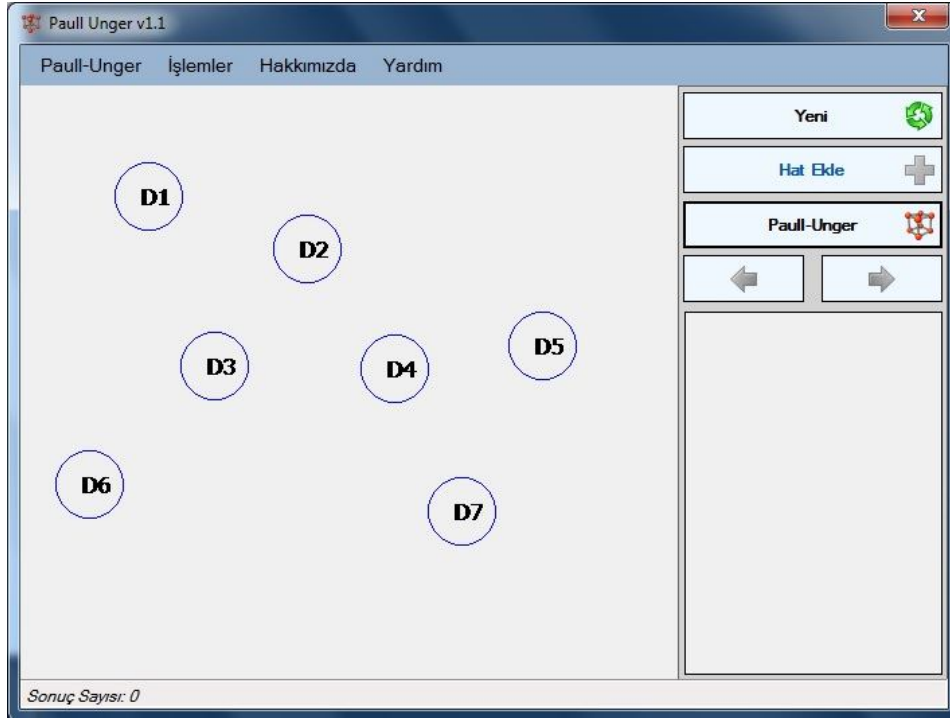 Paull Unger v1.1
Paull-Unger İşlemler Hakkımızda Yardım
Yeni
Hat Ekle
Paull-Unger
D1
D2
D3
D4
D5
D6
D7
Sonuç Sayısı: 0